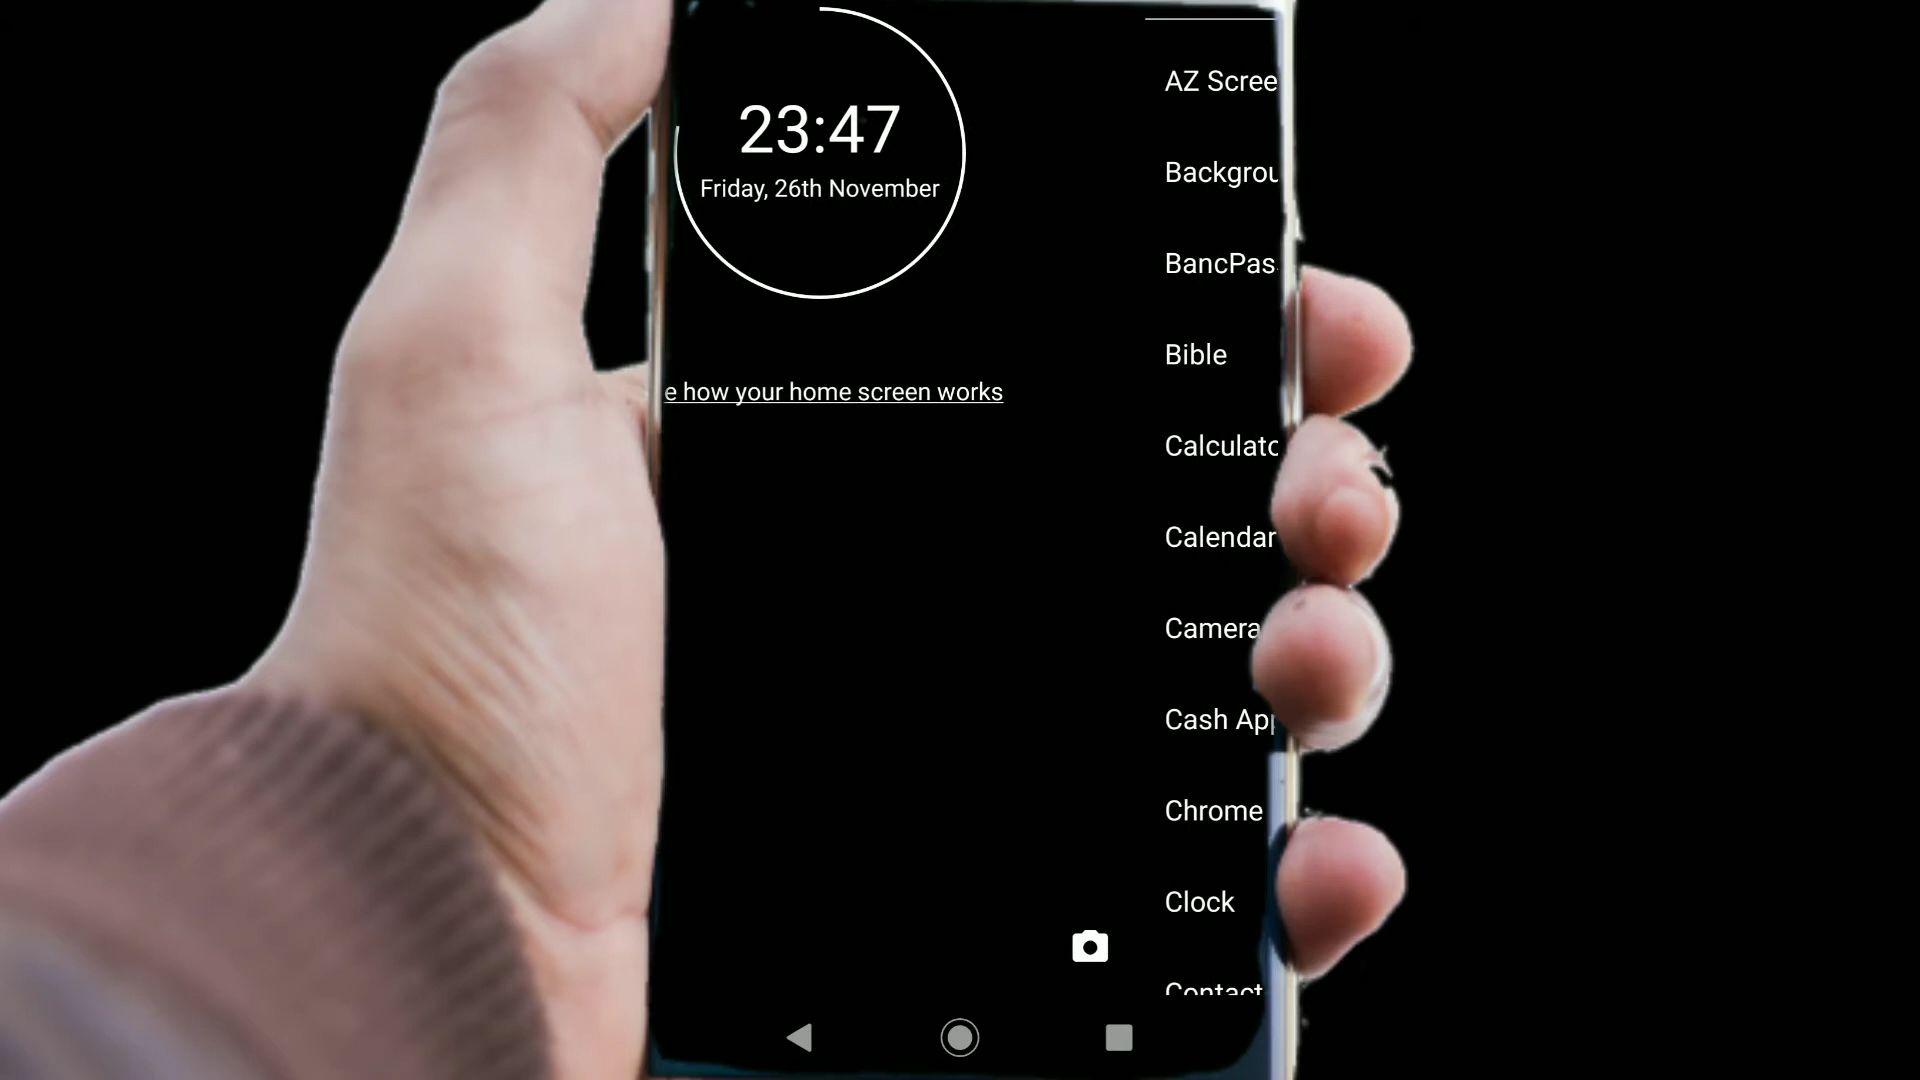 23:47
Friday, 26th November
e how your home screen works
AZ Scree
Backgrou
BancPas
Bible
Calculato
Calendar
Camera
Cash App
Chrome
Clock
Contact